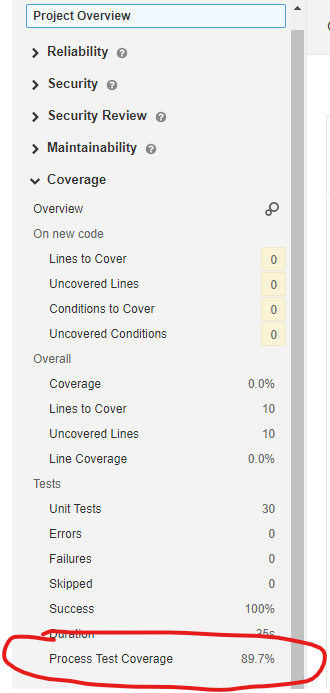 Project Overview
Reliability ?
Security ?
Security Review ?
Maintainability ?
Coverage
Overview
On new code
Lines to Cover 0
Uncovered Lines 0
Conditions to Cover 0
Uncovered Conditions 0
Overall
Coverage 0.0%
Lines to Cover 10
Uncovered Lines 10
Line Coverage 0.0%
Tests
Unit Tests 30
Errors 0
Failures 0
Skipped 0
Success 100%
Duration 35s
Process Test Coverage 89.7%